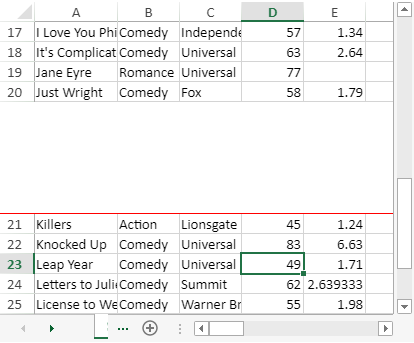 A B C D E
17 I Love You Phi Comedy Independe 57 1.34
18 It's Complicat Comedy Universal 63 2.64
19 Jane Eyre Romance Universal 77
20 Just Wright Comedy Fox 58 1.79
21 Killers Action Lionsgate 45 1.24
22 Knocked Up Comedy Universal 83 6.63
23 Leap Year Comedy Universal 49 1.71
24 Letters to Julie Comedy Summit 62 2.639333
25 License to We Comedy Warner Br 55 1.98
...